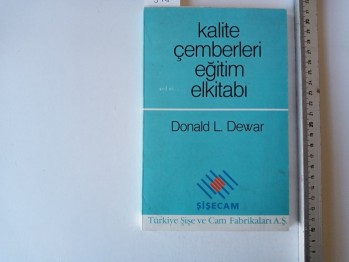 kalite
çemberleri
eğitim
elkitabı
Donald L. Dewar
ŞİŞECAM
Türkiye Şişe ve Cam Fabrikaları A.Ş.